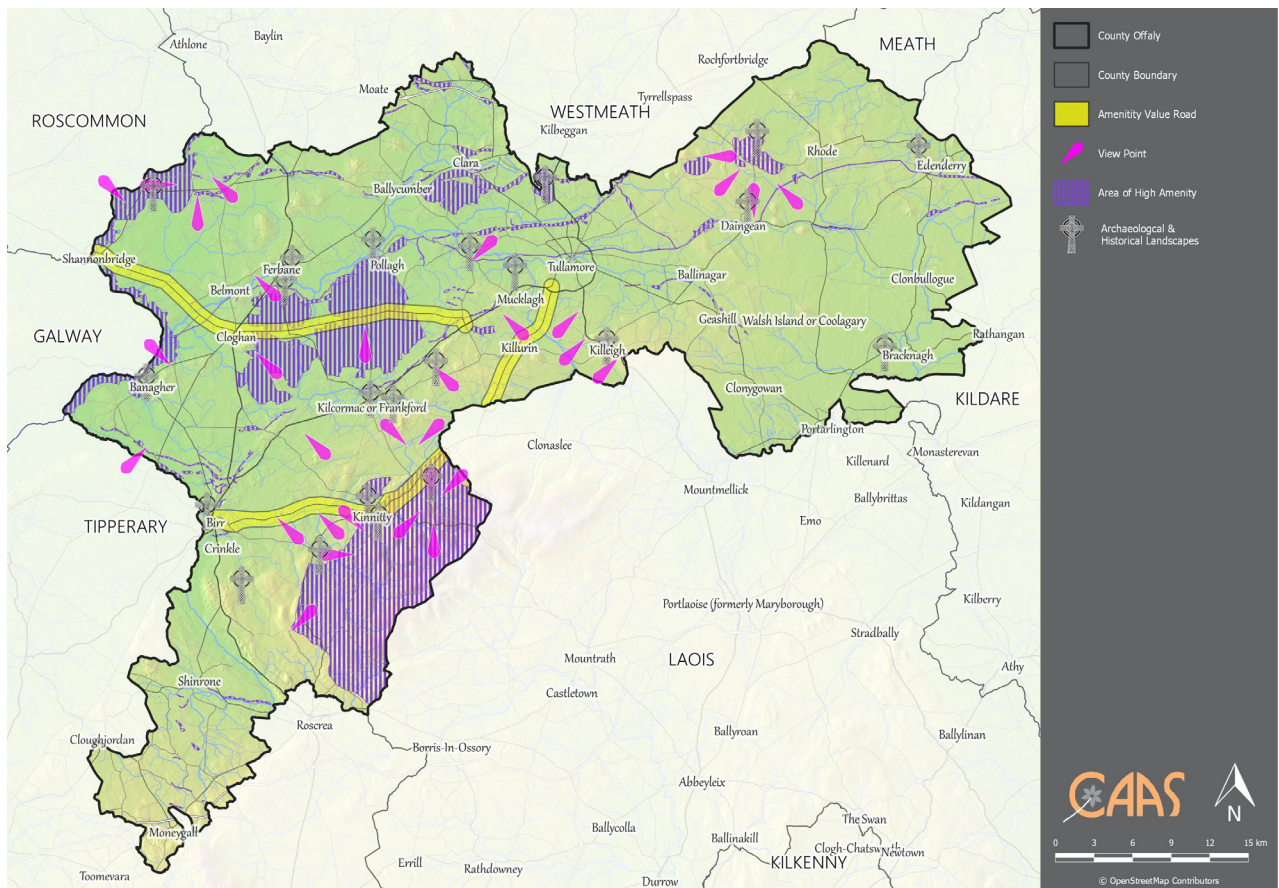 Athlone
Baylin
MEATH
Rochfortbridge
Moate
Tyrrellspass
ROSCOMMON
WESTMEATH
Kilbeggan
Rhode
Clara
Edenderry
Ballycumber
Daingean
Shannonbridge
Ferbane
Pollagh
Tullamore
Ballinagar
Clonbullogue
Belmont
Mucklagh
Geashill
Walsh Island or Coolagary
GALWAY
Cloghan
Killurin
Killeigh
Rathangan
Bracknagh
Banagher
Clonygowan
KILDARE
Kilcormac or Frankford
Portarlington
Clonaslee
Monasterevan
Killenard
Mountmellick
Ballybrittas
Kildangan
TIPPERARY
Birr
Kinnitty
Emo
Crinkle
Portlaoise (formerly Maryborough)
Kilberry
Stradbally
Mountrath
LAOIS
Athy
Shinrone
Castletown
Roscrea
Cloughjordan
Borris-In-Ossory
Ballyroan
Ballylinan
Abbeyleix
Moneygall
Ballycolla
The Swan
Ballinakill
Newtown
Errill
Rathdowney
KILKENNY
Toomevara
Durrow
County Offaly
County Boundary
Amenitity Value Road
View Point
Area of High Amenity
Archaeologcal &
Historical Landscapes
CAAS
N
0 3 6 9 12 15 km
© OpenStreetMap Contributors